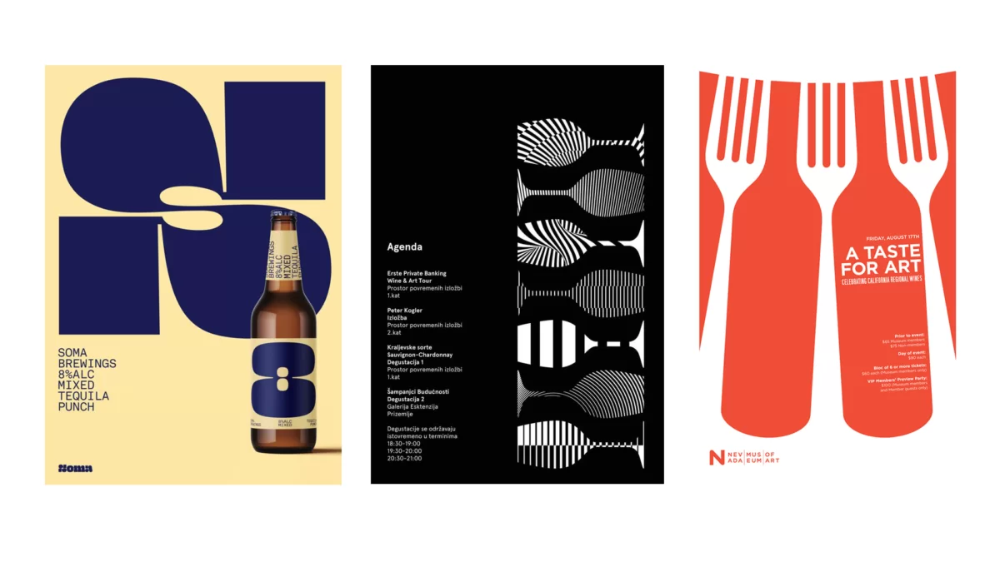 SOMA
BREWINGS
8%ALC
MIXED
TEQUILA
PUNCH
Noma
BREWINGS
8%ALC
MIXED
TEQUILA
8
8%ALC
MIXED
Agenda
Erste Private Banking
Wine & Art Tour
Prostor povremenih izložbi
1.kat
Peter Kogler
Izložba
Prostor povremenih izložbi
2.kat
Kraljevske sorte
Sauvignon-Chardonnay
Degustacija 1
Prostor povremenih izložbi
1.kat
Šampanjci Budućnosti
Degustacija 2
Galerija Esktenzija
Prizemlje
Degustacije se održavaju
istovremeno u terminima
18:30-19:00
19:30-20:00
20:30-21:00
FRIDAY, AUGUST 17TH
A TASTE
FOR ART
CELEBRATING CALIFORNIA REGIONAL WINES
Prior to event:
Museum members
$75 Non-members
Day of event:
each
Bloc of 6 or more tickets:
each (Museum members only)
VIP Members' Preview Party:
$100 (Museum members
and Member guests only)
N NEV|MUS|OF
ADA|EUM|ART